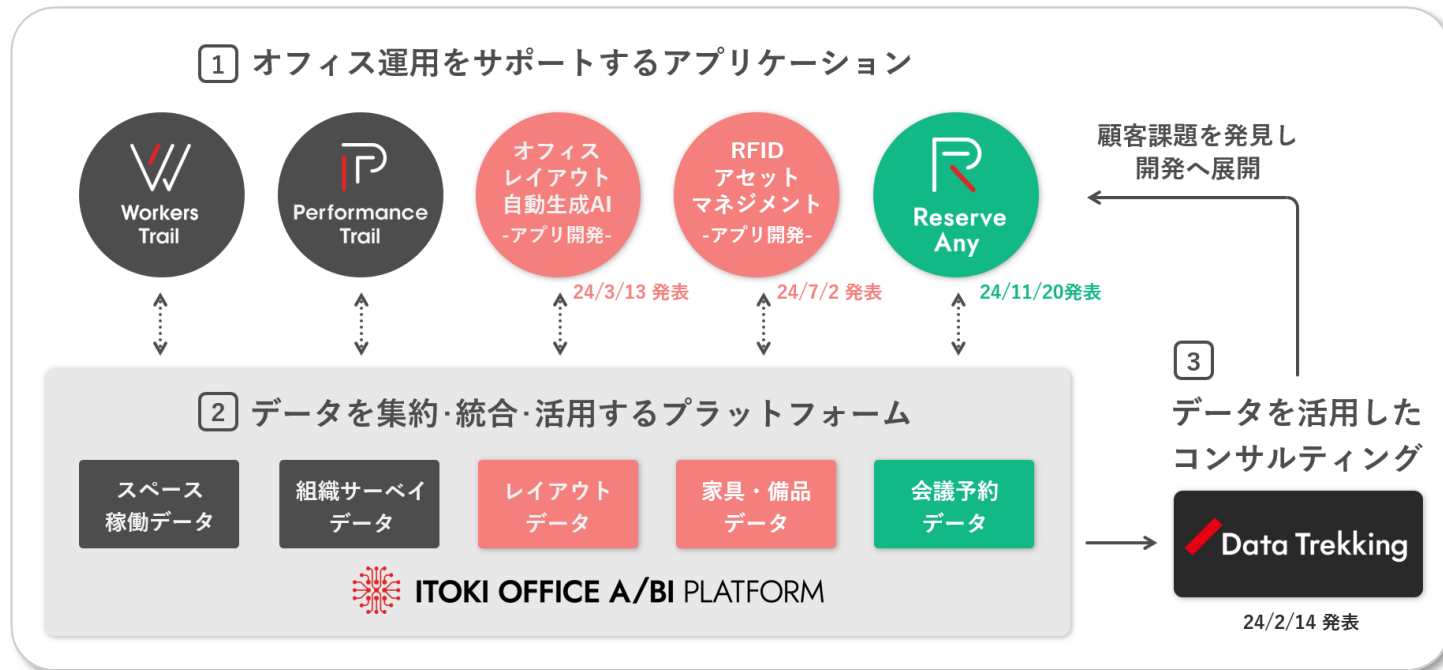 1 オフィス運用をサポートするアプリケーション
Workers
Trail
Performance
Trail
オフィス
レイアウト
自動生成AI
-アプリ開発-
24/3/13 発表
RFID
アセット
マネジメント
-アプリ開発-
24/7/2 発表
Reserve
Any
24/11/20発表
顧客課題を発見し
開発へ展開
2 データを集約・統合・活用するプラットフォーム
スペース
稼働データ
組織サーベイ
データ
レイアウト
データ
家具・備品
データ
会議予約
データ
ITOKI OFFICE A/BI PLATFORM
3
データを活用した
コンサルティング
Data Trekking
24/2/14 発表